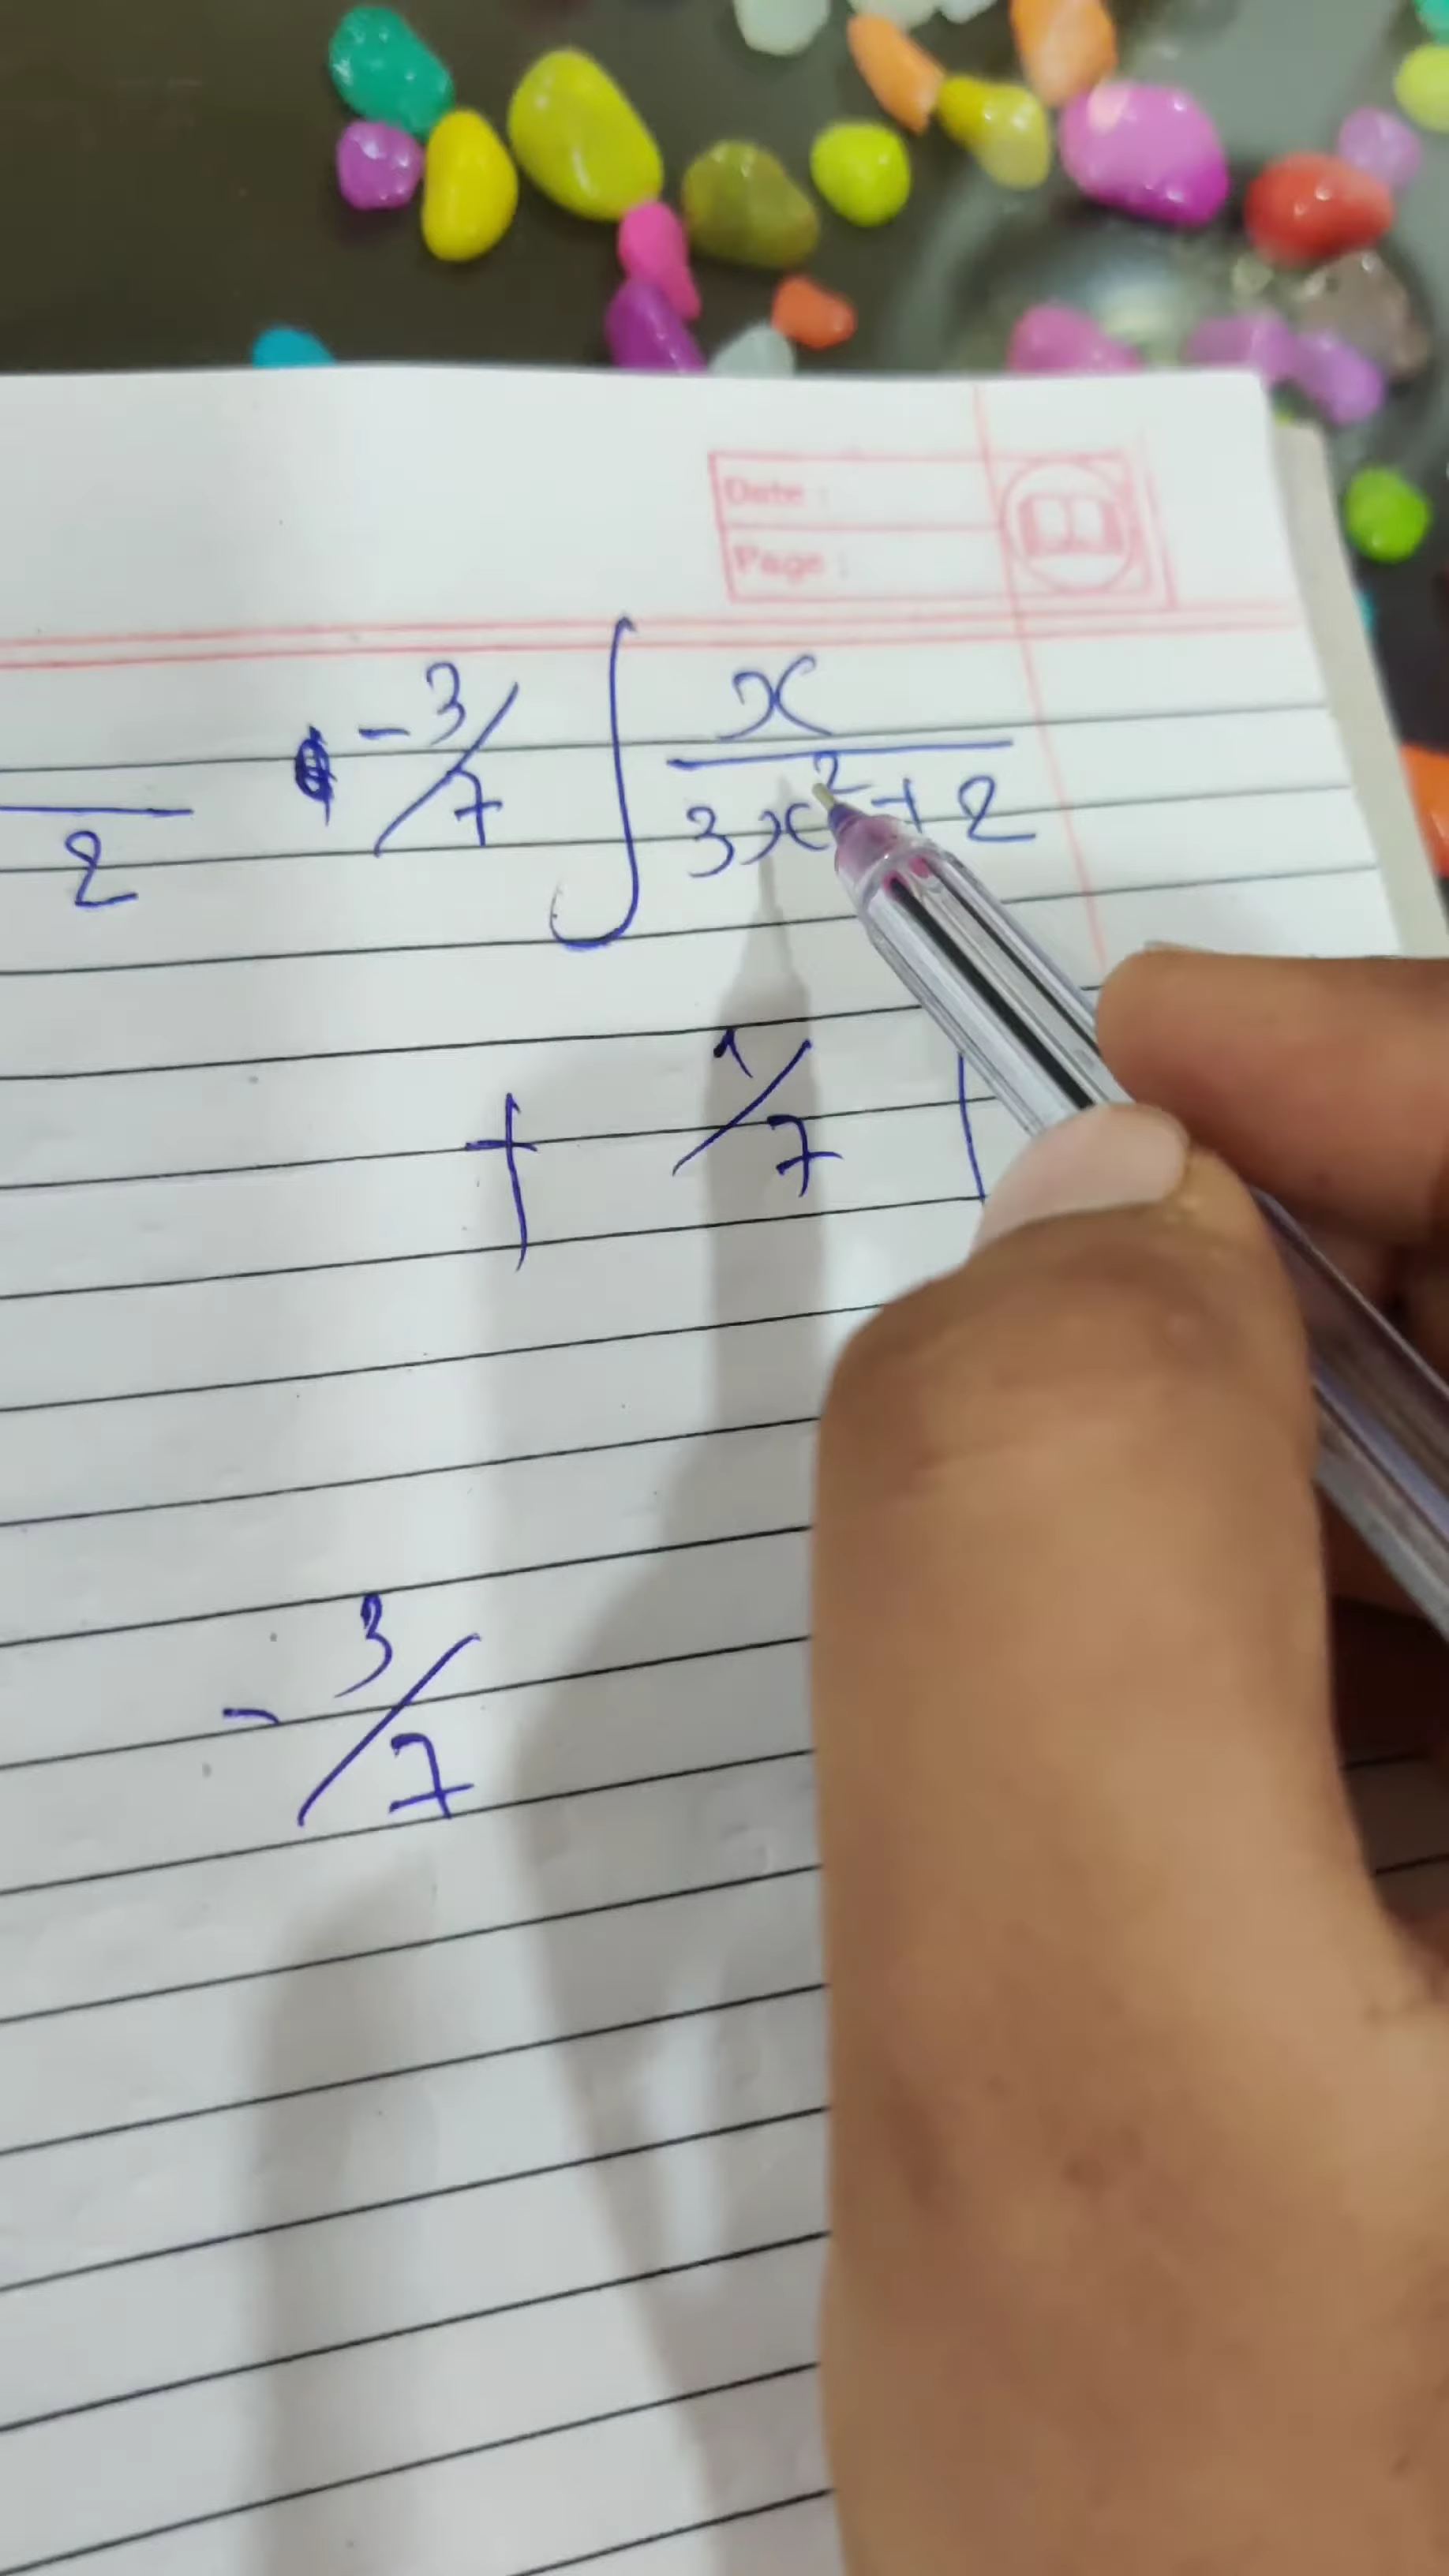 Date :
Page :
2 - 3/7 ∫ x/(3x²+2)
+ 1/7 |
- 3/7